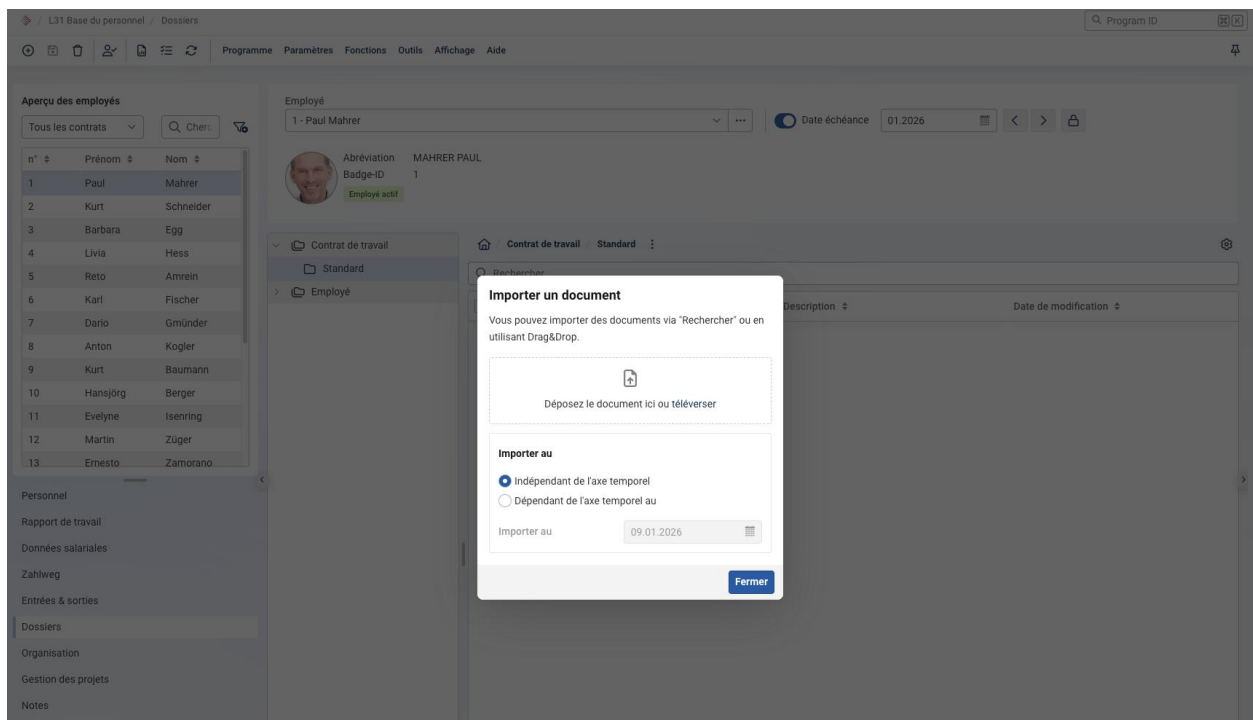 / L31 Base du personnel / Dossiers
Program ID
⌘ K
Programme Paramètres Fonctions Outils Affichage Aide
Aperçu des employés
Tous les contrats
Cherc
n° Prénom Nom
1 Paul Mahrer
2 Kurt Schneider
3 Barbara Egg
4 Livia Hess
5 Reto Amrein
6 Karl Fischer
7 Dario Gmünder
8 Anton Kogler
9 Kurt Baumann
10 Hansjörg Berger
11 Evelyne Isenring
12 Martin Züger
13 Ernesto Zamorano
Personnel
Rapport de travail
Données salariales
Zahlweg
Entrées & sorties
Dossiers
Organisation
Gestion des projets
Notes
Employé
1 - Paul Mahrer
Date échéance 01.2026
Abréviation MAHRER PAUL
Badge-ID 1
Employé actif
Contrat de travail
Standard
Employé
/ Contrat de travail / Standard
Rechercher
Description Date de modification
Importer un document
Vous pouvez importer des documents via "Rechercher" ou en
utilisant Drag&Drop.
Déposez le document ici ou téléverser
Importer au
Indépendant de l'axe temporel
Dépendant de l'axe temporel au
Importer au 09.01.2026
Fermer